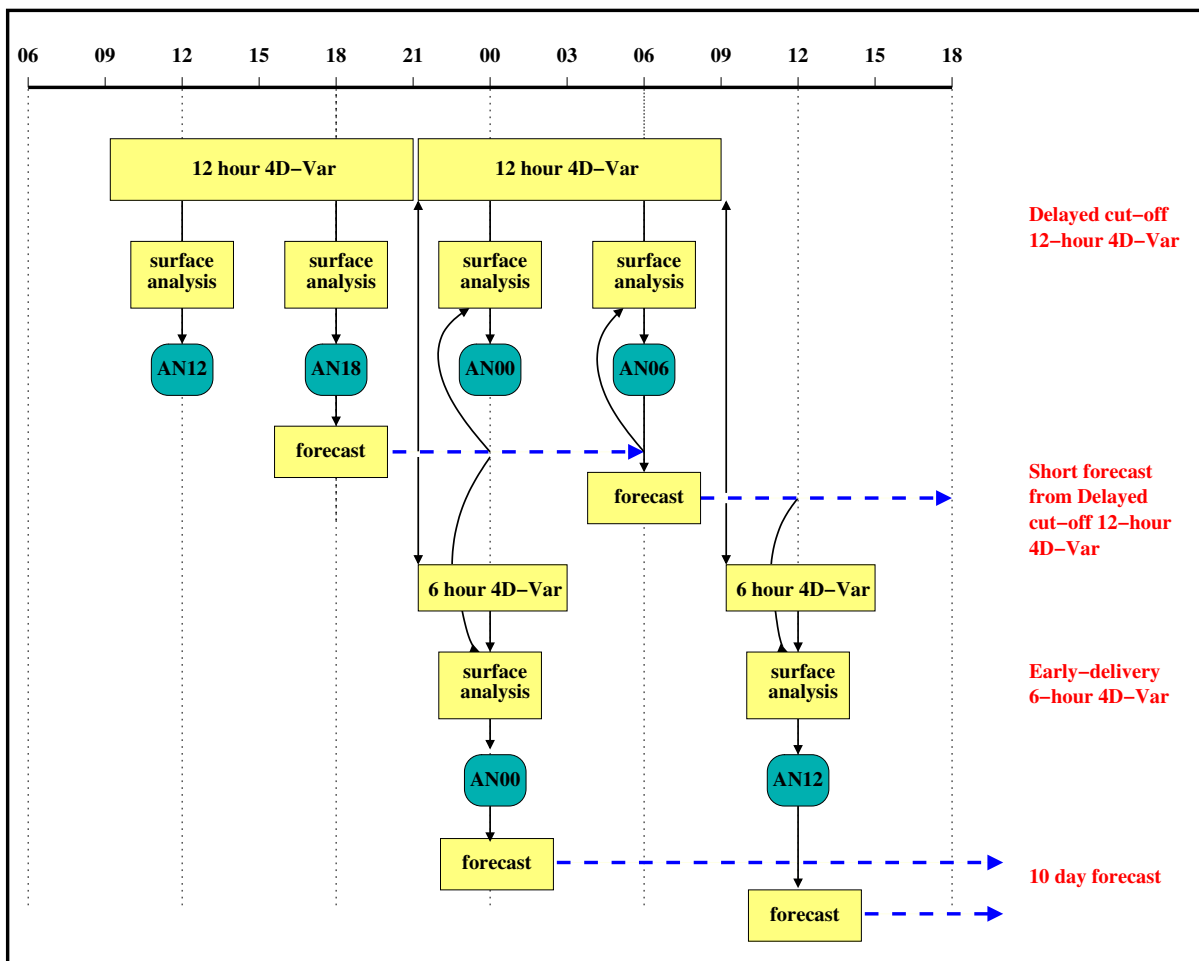 06 09 12 15 18 21 00 03 06 09 12 15 18
12 hour 4D−Var
12 hour 4D−Var
Delayed cut−off
12−hour 4D−Var
surface
analysis
surface
analysis
surface
analysis
surface
analysis
AN12
AN18
AN00
AN06
forecast
forecast
Short forecast
from Delayed
cut−off 12−hour
4D−Var
6 hour 4D−Var
6 hour 4D−Var
surface
analysis
surface
analysis
Early−delivery
6−hour 4D−Var
AN00
AN12
forecast
10 day forecast
forecast